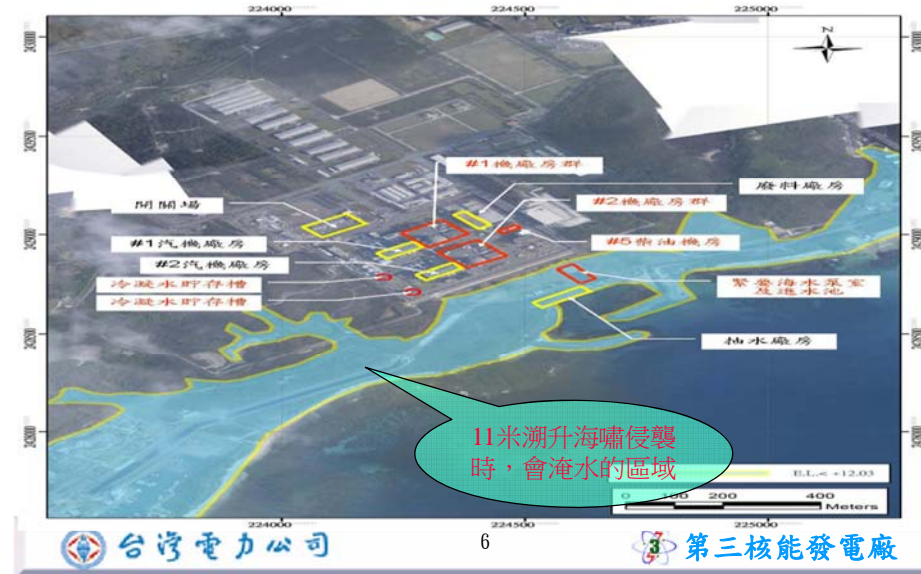 224000
224500
225000
N
#1機廠房群
廢料廠房
開關場
#2機廠房群
#1汽機廠房
#5柴油機房
#2汽機廠房
冷凝水貯存槽
緊要海水泵室
及進水池
冷凝水貯存槽
抽水廠房
11米溯升海嘯侵襲
時，會淹水的區域
E.L.< +12.03
0 100 200 400
Meters
224000
224500
225000
台灣電力公司
6
3
第三核能發電廠